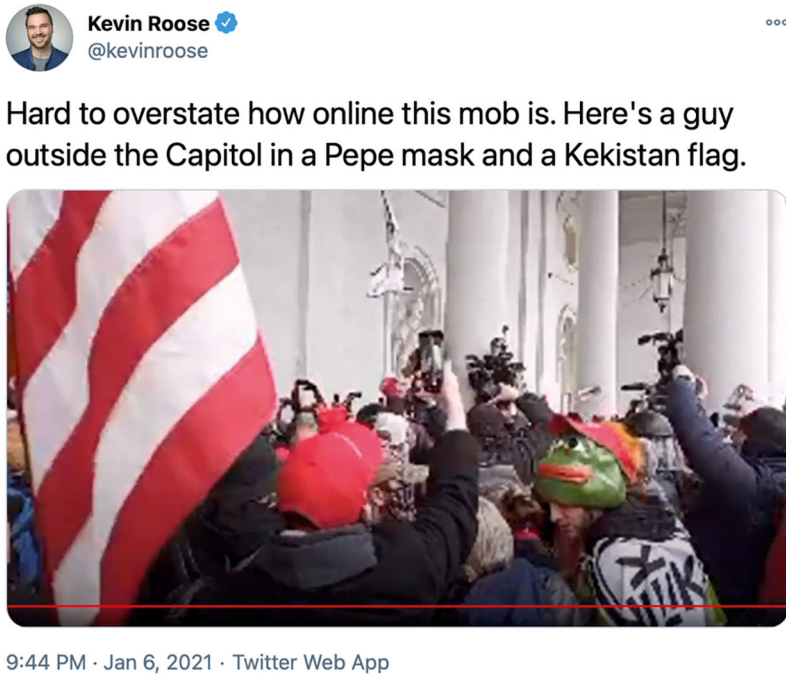 Kevin Roose
@kevinroose
Hard to overstate how online this mob is. Here's a guy
outside the Capitol in a Pepe mask and a Kekistan flag.
9:44 PM · Jan 6, 2021 · Twitter Web App